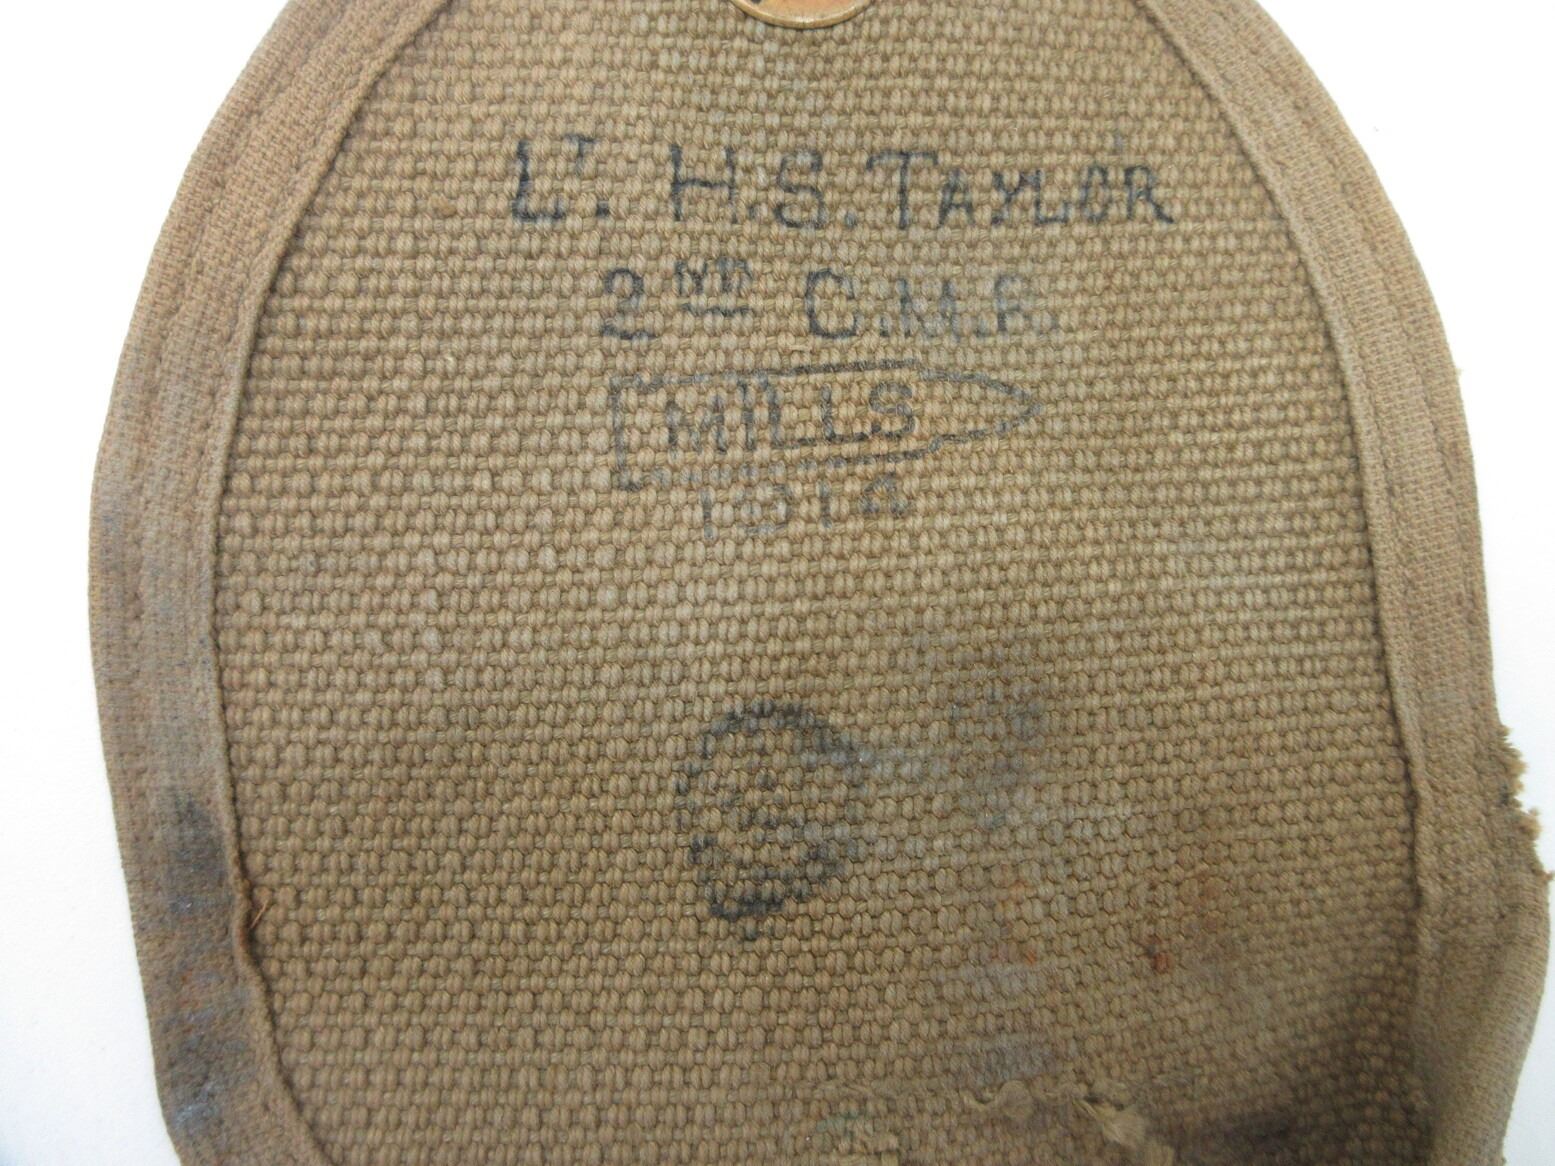 Lᵀ. H.S. TAYLOR
2ᴺᴰ C.M.R.
MILLS
1914